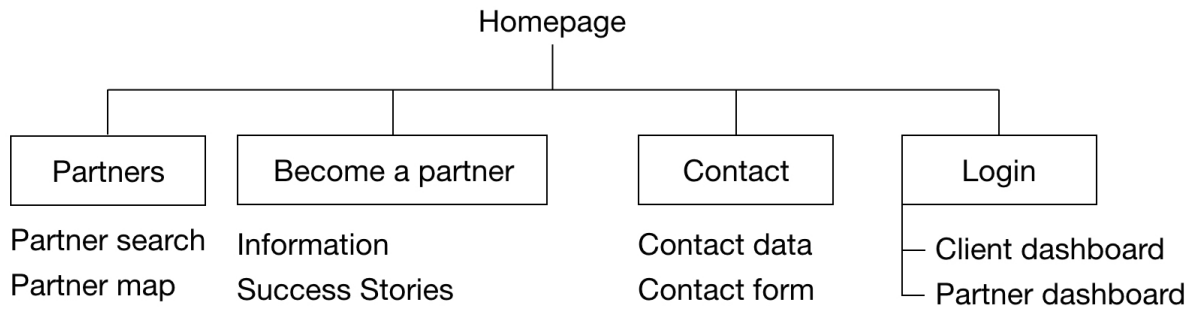 Homepage
Partners
Become a partner
Contact
Login
Partner search
Partner map
Information
Success Stories
Contact data
Contact form
Client dashboard
Partner dashboard